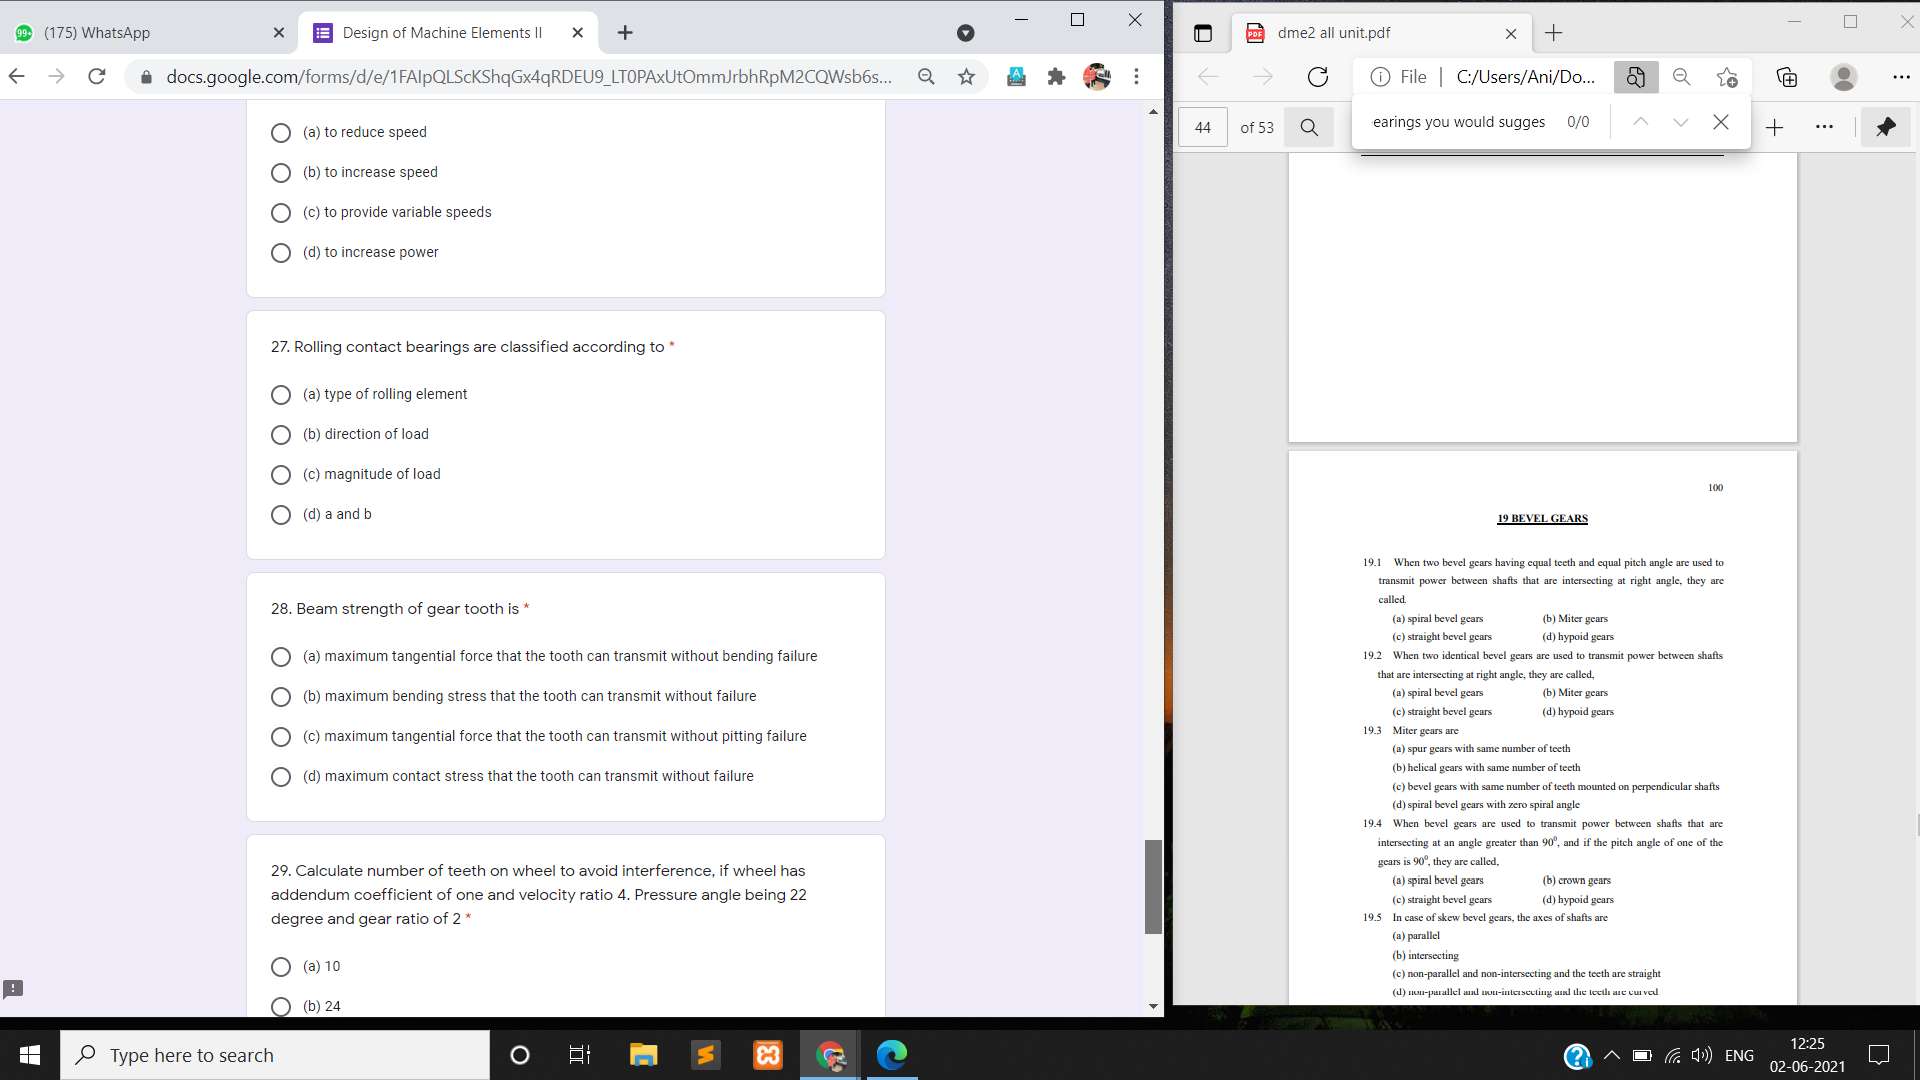 99+ (175) WhatsApp
Design of Machine Elements II
docs.google.com/forms/d/e/1FAIpQLScKShqGx4qRDEU9_LT0PAxUtOmmJrbhRpM2CQWsb6s...
(a) to reduce speed
(b) to increase speed
(c) to provide variable speeds
(d) to increase power
27. Rolling contact bearings are classified according to *
(a) type of rolling element
(b) direction of load
(c) magnitude of load
(d) a and b
28. Beam strength of gear tooth is *
(a) maximum tangential force that the tooth can transmit without bending failure
(b) maximum bending stress that the tooth can transmit without failure
(c) maximum tangential force that the tooth can transmit without pitting failure
(d) maximum contact stress that the tooth can transmit without failure
29. Calculate number of teeth on wheel to avoid interference, if wheel has
addendum coefficient of one and velocity ratio 4. Pressure angle being 22
degree and gear ratio of 2 *
(a) 10
(b) 24
PDF dme2 all unit.pdf
File C:/Users/Ani/Do...
44 of 53
earings you would sugges 0/0
100
19 BEVEL GEARS
19.1 When two bevel gears having equal teeth and equal pitch angle are used to
transmit power between shafts that are intersecting at right angle, they are
called.
(a) spiral bevel gears (b) Miter gears
(c) straight bevel gears (d) hypoid gears
19.2 When two identical bevel gears are used to transmit power between shafts
that are intersecting at right angle, they are called,
(a) spiral bevel gears (b) Miter gears
(c) straight bevel gears (d) hypoid gears
19.3 Miter gears are
(a) spur gears with same number of teeth
(b) helical gears with same number of teeth
(c) bevel gears with same number of teeth mounted on perpendicular shafts
(d) spiral bevel gears with zero spiral angle
19.4 When bevel gears are used to transmit power between shafts that are
intersecting at an angle greater than 90⁰, and if the pitch angle of one of the
gears is 90⁰, they are called,
(a) spiral bevel gears (b) crown gears
(c) straight bevel gears (d) hypoid gears
19.5 In case of skew bevel gears, the axes of shafts are
(a) parallel
(b) intersecting
(c) non-parallel and non-intersecting and the teeth are straight
(d) non-parallel and non-intersecting and the teeth are curved
Type here to search
ENG
12:25
02-06-2021